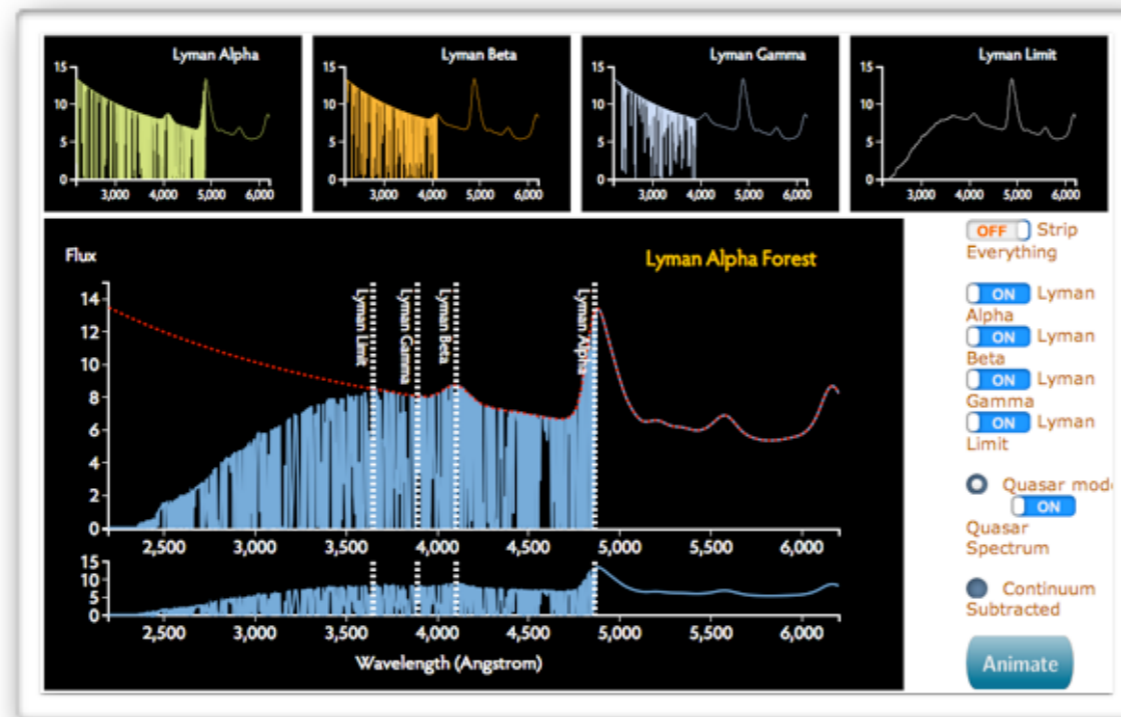 Lyman Alpha
15
10
5
0
3,000 4,000 5,000 6,000
Lyman Beta
15
10
5
0
3,000 4,000 5,000 6,000
Lyman Gamma
15
10
5
0
3,000 4,000 5,000 6,000
Lyman Limit
15
10
5
0
3,000 4,000 5,000 6,000
Flux
Lyman Alpha Forest
14
12
10
8
6
4
2
0
Lyman Limit
Lyman Gamma
Lyman Beta
Lyman Alpha
2,500 3,000 3,500 4,000 4,500 5,000 5,500 6,000
15
10
5
0
2,500 3,000 3,500 4,000 4,500 5,000 5,500 6,000
Wavelength (Angstrom)
OFF Strip
Everything
ON Lyman
Alpha
ON Lyman
Beta
ON Lyman
Gamma
ON Lyman
Limit
Quasar mod
ON
Quasar
Spectrum
Continuum
Subtracted
Animate